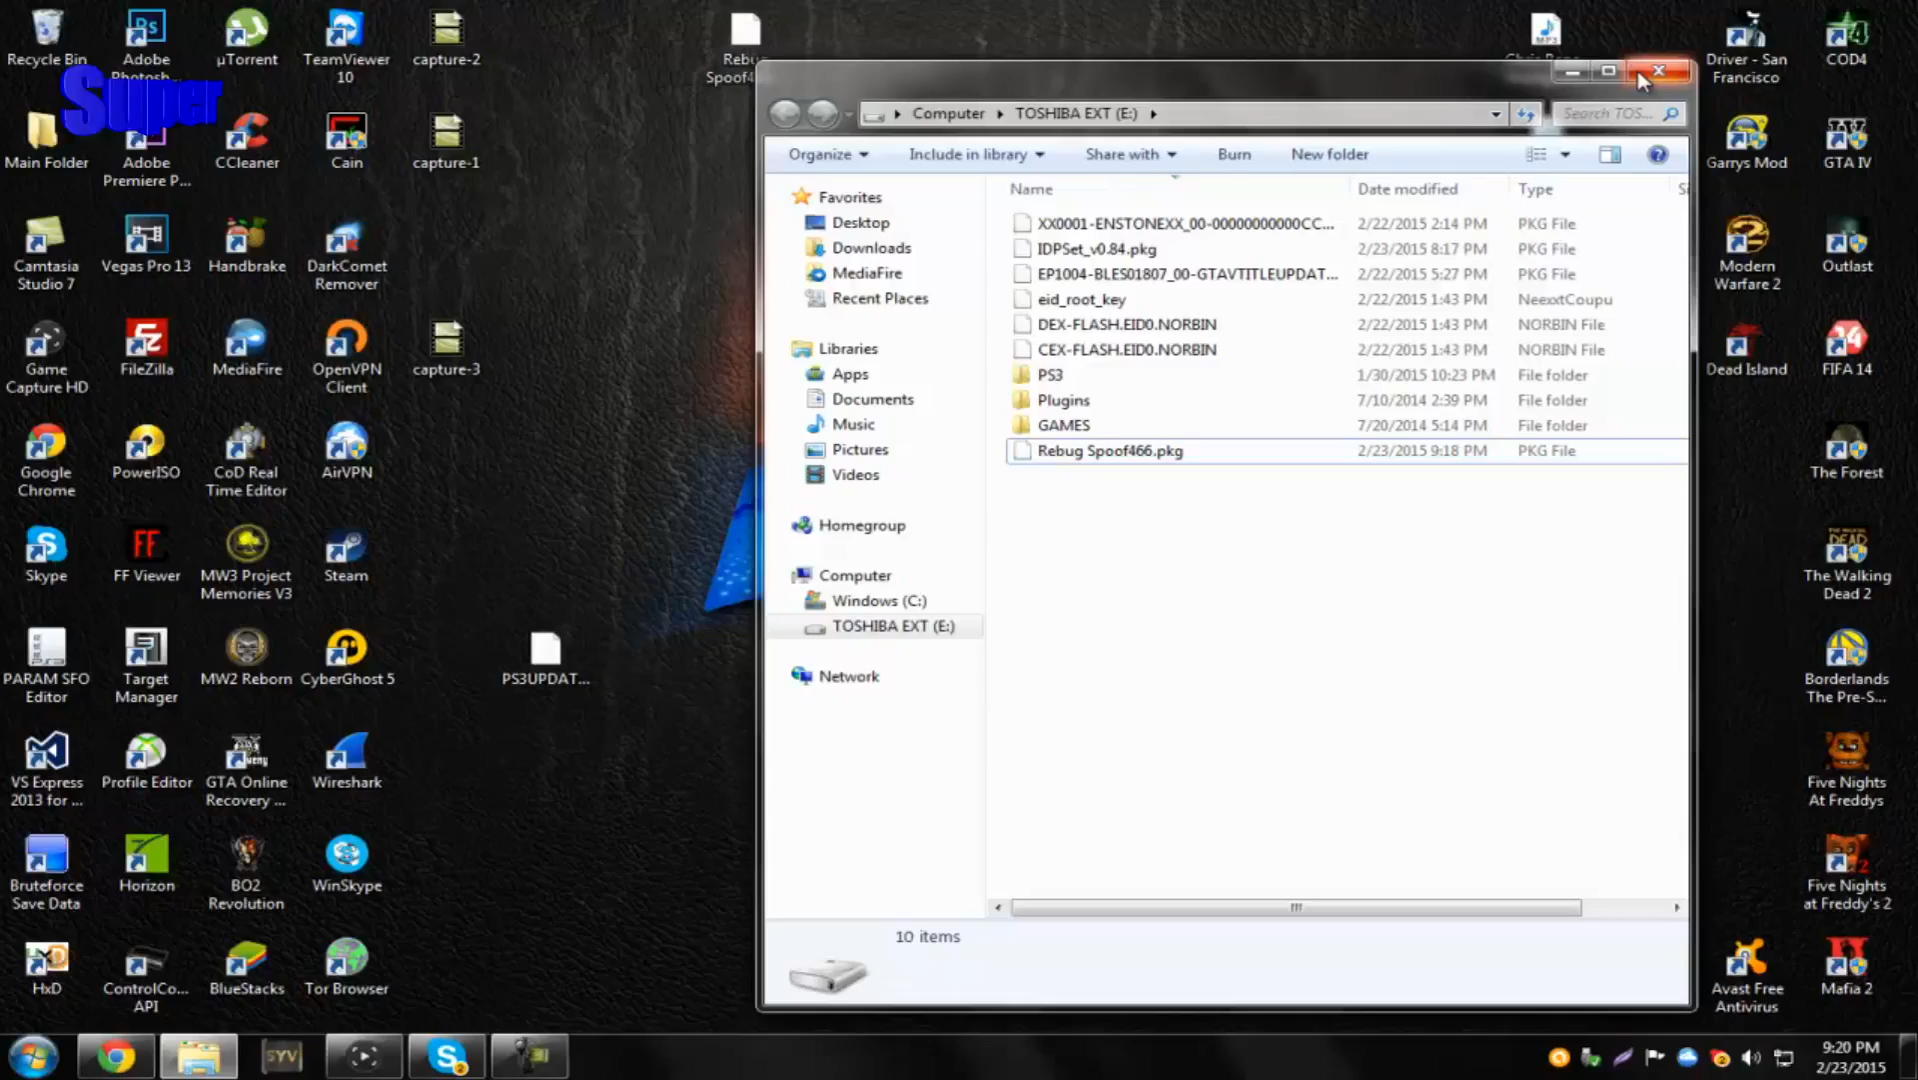 Recycle Bin
Adobe
Photosh...
µTorrent
TeamViewer
10
capture-2
Super
Main Folder
Adobe
Premiere P...
CCleaner
Cain
capture-1
Camtasia
Studio 7
Vegas Pro 13
Handbrake
DarkComet
Remover
Game
Capture HD
FileZilla
MediaFire
OpenVPN
Client
capture-3
Google
Chrome
PowerISO
CoD Real
Time Editor
AirVPN
Skype
FF Viewer
MW3 Project
Memories V3
Steam
PARAM SFO
Editor
Target
Manager
MW2 Reborn
CyberGhost 5
PS3UPDAT...
VS Express
2013 for ...
Profile Editor
GTA Online
Recovery ...
Wireshark
Bruteforce
Save Data
Horizon
BO2
Revolution
WinSkype
HxD
ControlCo...
API
BlueStacks
Tor Browser
Computer
TOSHIBA EXT (E:)
Search TOS...
Organize
Include in library
Share with
Burn
New folder
Favorites
Desktop
Downloads
MediaFire
Recent Places
Libraries
Apps
Documents
Music
Pictures
Videos
Homegroup
Computer
Windows (C:)
TOSHIBA EXT (E:)
Network
Name Date modified Type
XX0001-ENSTONEXX_00-00000000000CC... 2/22/2015 2:14 PM PKG File
IDPSet_v0.84.pkg 2/23/2015 8:17 PM PKG File
EP1004-BLES01807_00-GTAVTITLEUPDAT... 2/22/2015 5:27 PM PKG File
eid_root_key 2/22/2015 1:43 PM NeexxtCoupu
DEX-FLASH.EID0.NORBIN 2/22/2015 1:43 PM NORBIN File
CEX-FLASH.EID0.NORBIN 2/22/2015 1:43 PM NORBIN File
PS3 1/30/2015 10:23 PM File folder
Plugins 7/10/2014 2:39 PM File folder
GAMES 7/20/2014 5:14 PM File folder
Rebug Spoof466.pkg 2/23/2015 9:18 PM PKG File
10 items
Driver - San
Francisco
COD4
Garrys Mod
GTA IV
Modern
Warfare 2
Outlast
Dead Island
FIFA 14
The Forest
The Walking
Dead 2
Borderlands
The Pre-S...
Five Nights
At Freddys
Five Nights
at Freddy's 2
Avast Free
Antivirus
Mafia 2
SYV
9:20 PM
2/23/2015